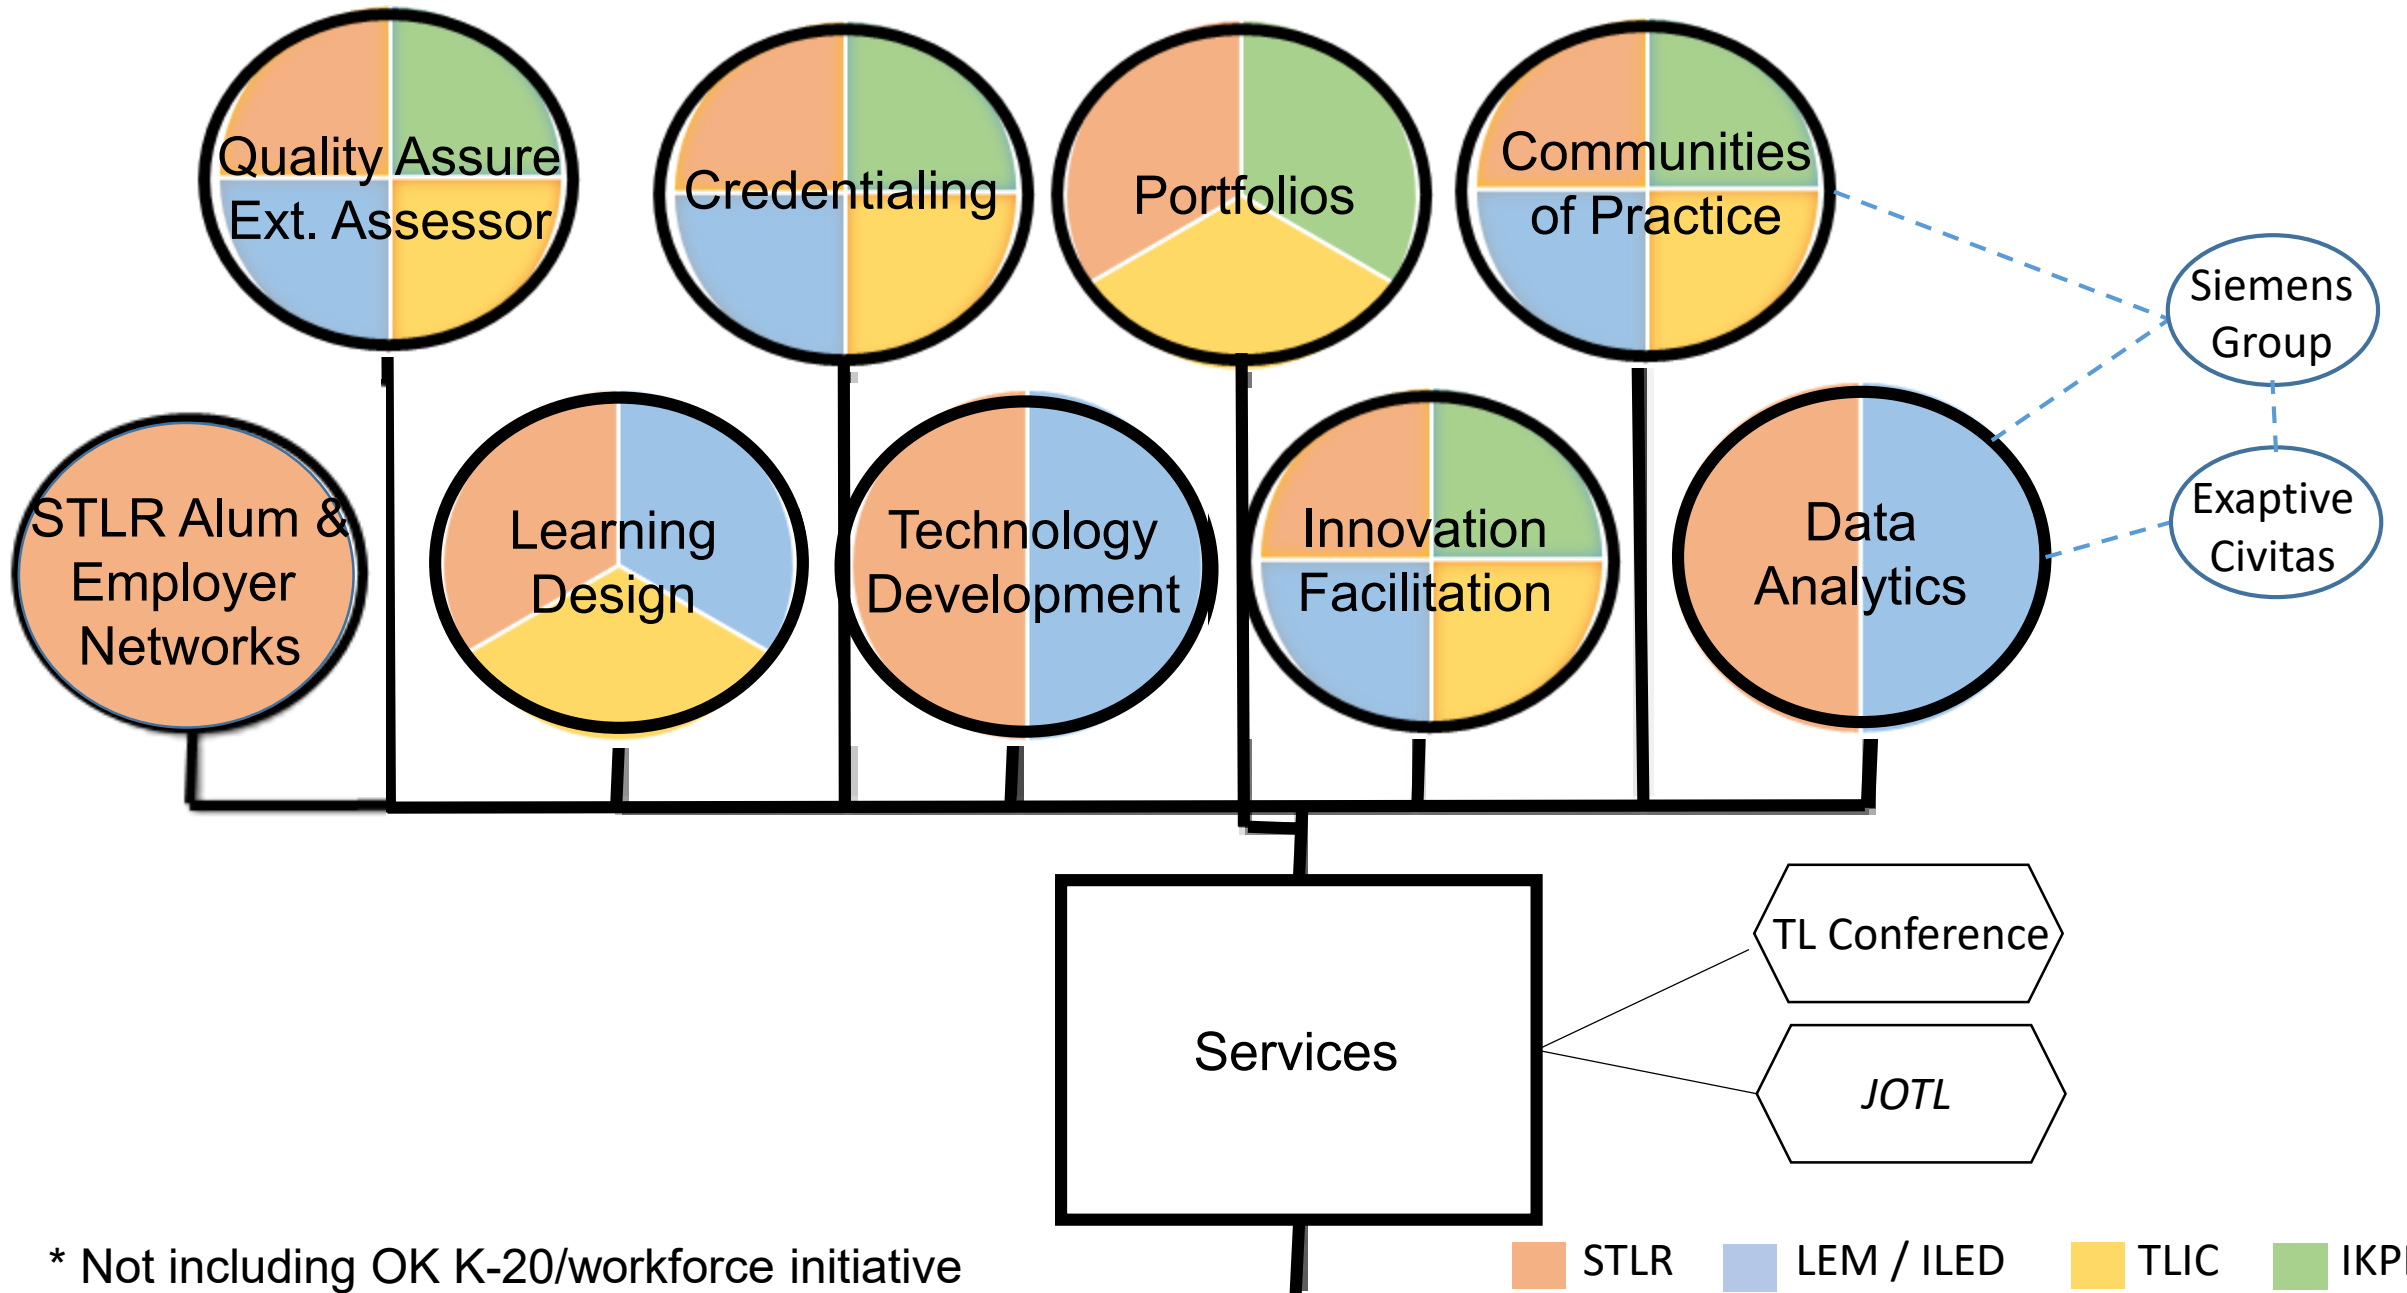 Quality Assure
Ext. Assessor
Credentialing
Portfolios
Communities
of Practice
Siemens
Group
STLR Alum &
Employer
Networks
Learning
Design
Technology
Development
Innovation
Facilitation
Data
Analytics
Exaptive
Civitas
TL Conference
Services
JOTL
* Not including OK K-20/workforce initiative
STLR
LEM / ILED
TLIC